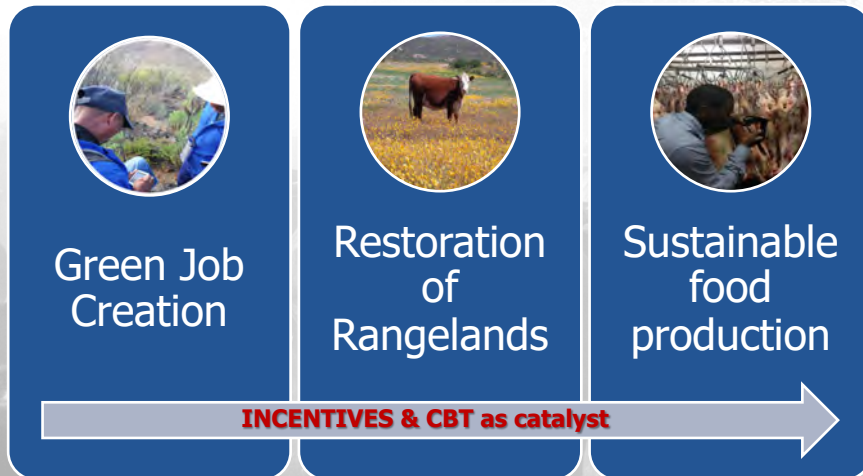 Green Job
Creation
Restoration
of
Rangelands
Sustainable
food
production
INCENTIVES & CBT as catalyst